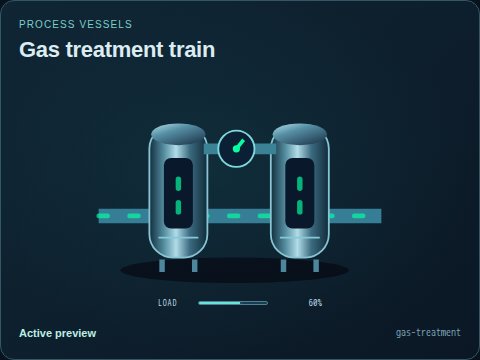 PROCESS VESSELS
Gas treatment train
LOAD 60%
Active preview gas-treatment